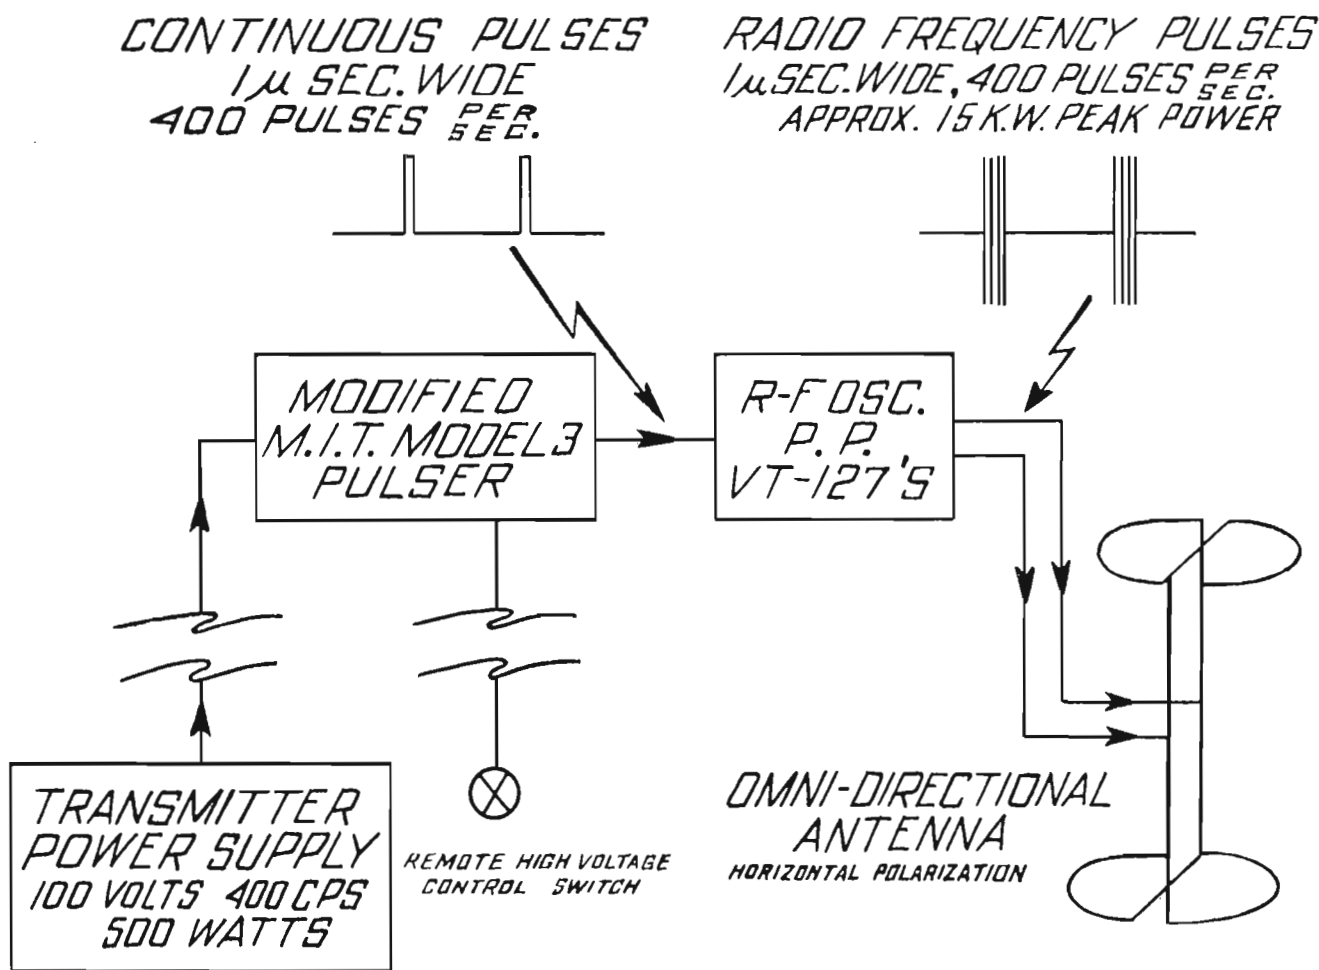 CONTINUOUS PULSES
1μ SEC. WIDE
400 PULSES PER SEC.
RADIO FREQUENCY PULSES
1μ SEC. WIDE, 400 PULSES PER SEC.
APPROX. 15 K.W. PEAK POWER
MODIFIED
M.I.T. MODEL 3
PULSER
R-F OSC.
P. P.
VT-127'S
TRANSMITTER
POWER SUPPLY
100 VOLTS 400 CPS
500 WATTS
REMOTE HIGH VOLTAGE
CONTROL SWITCH
OMNI-DIRECTIONAL
ANTENNA
HORIZONTAL POLARIZATION